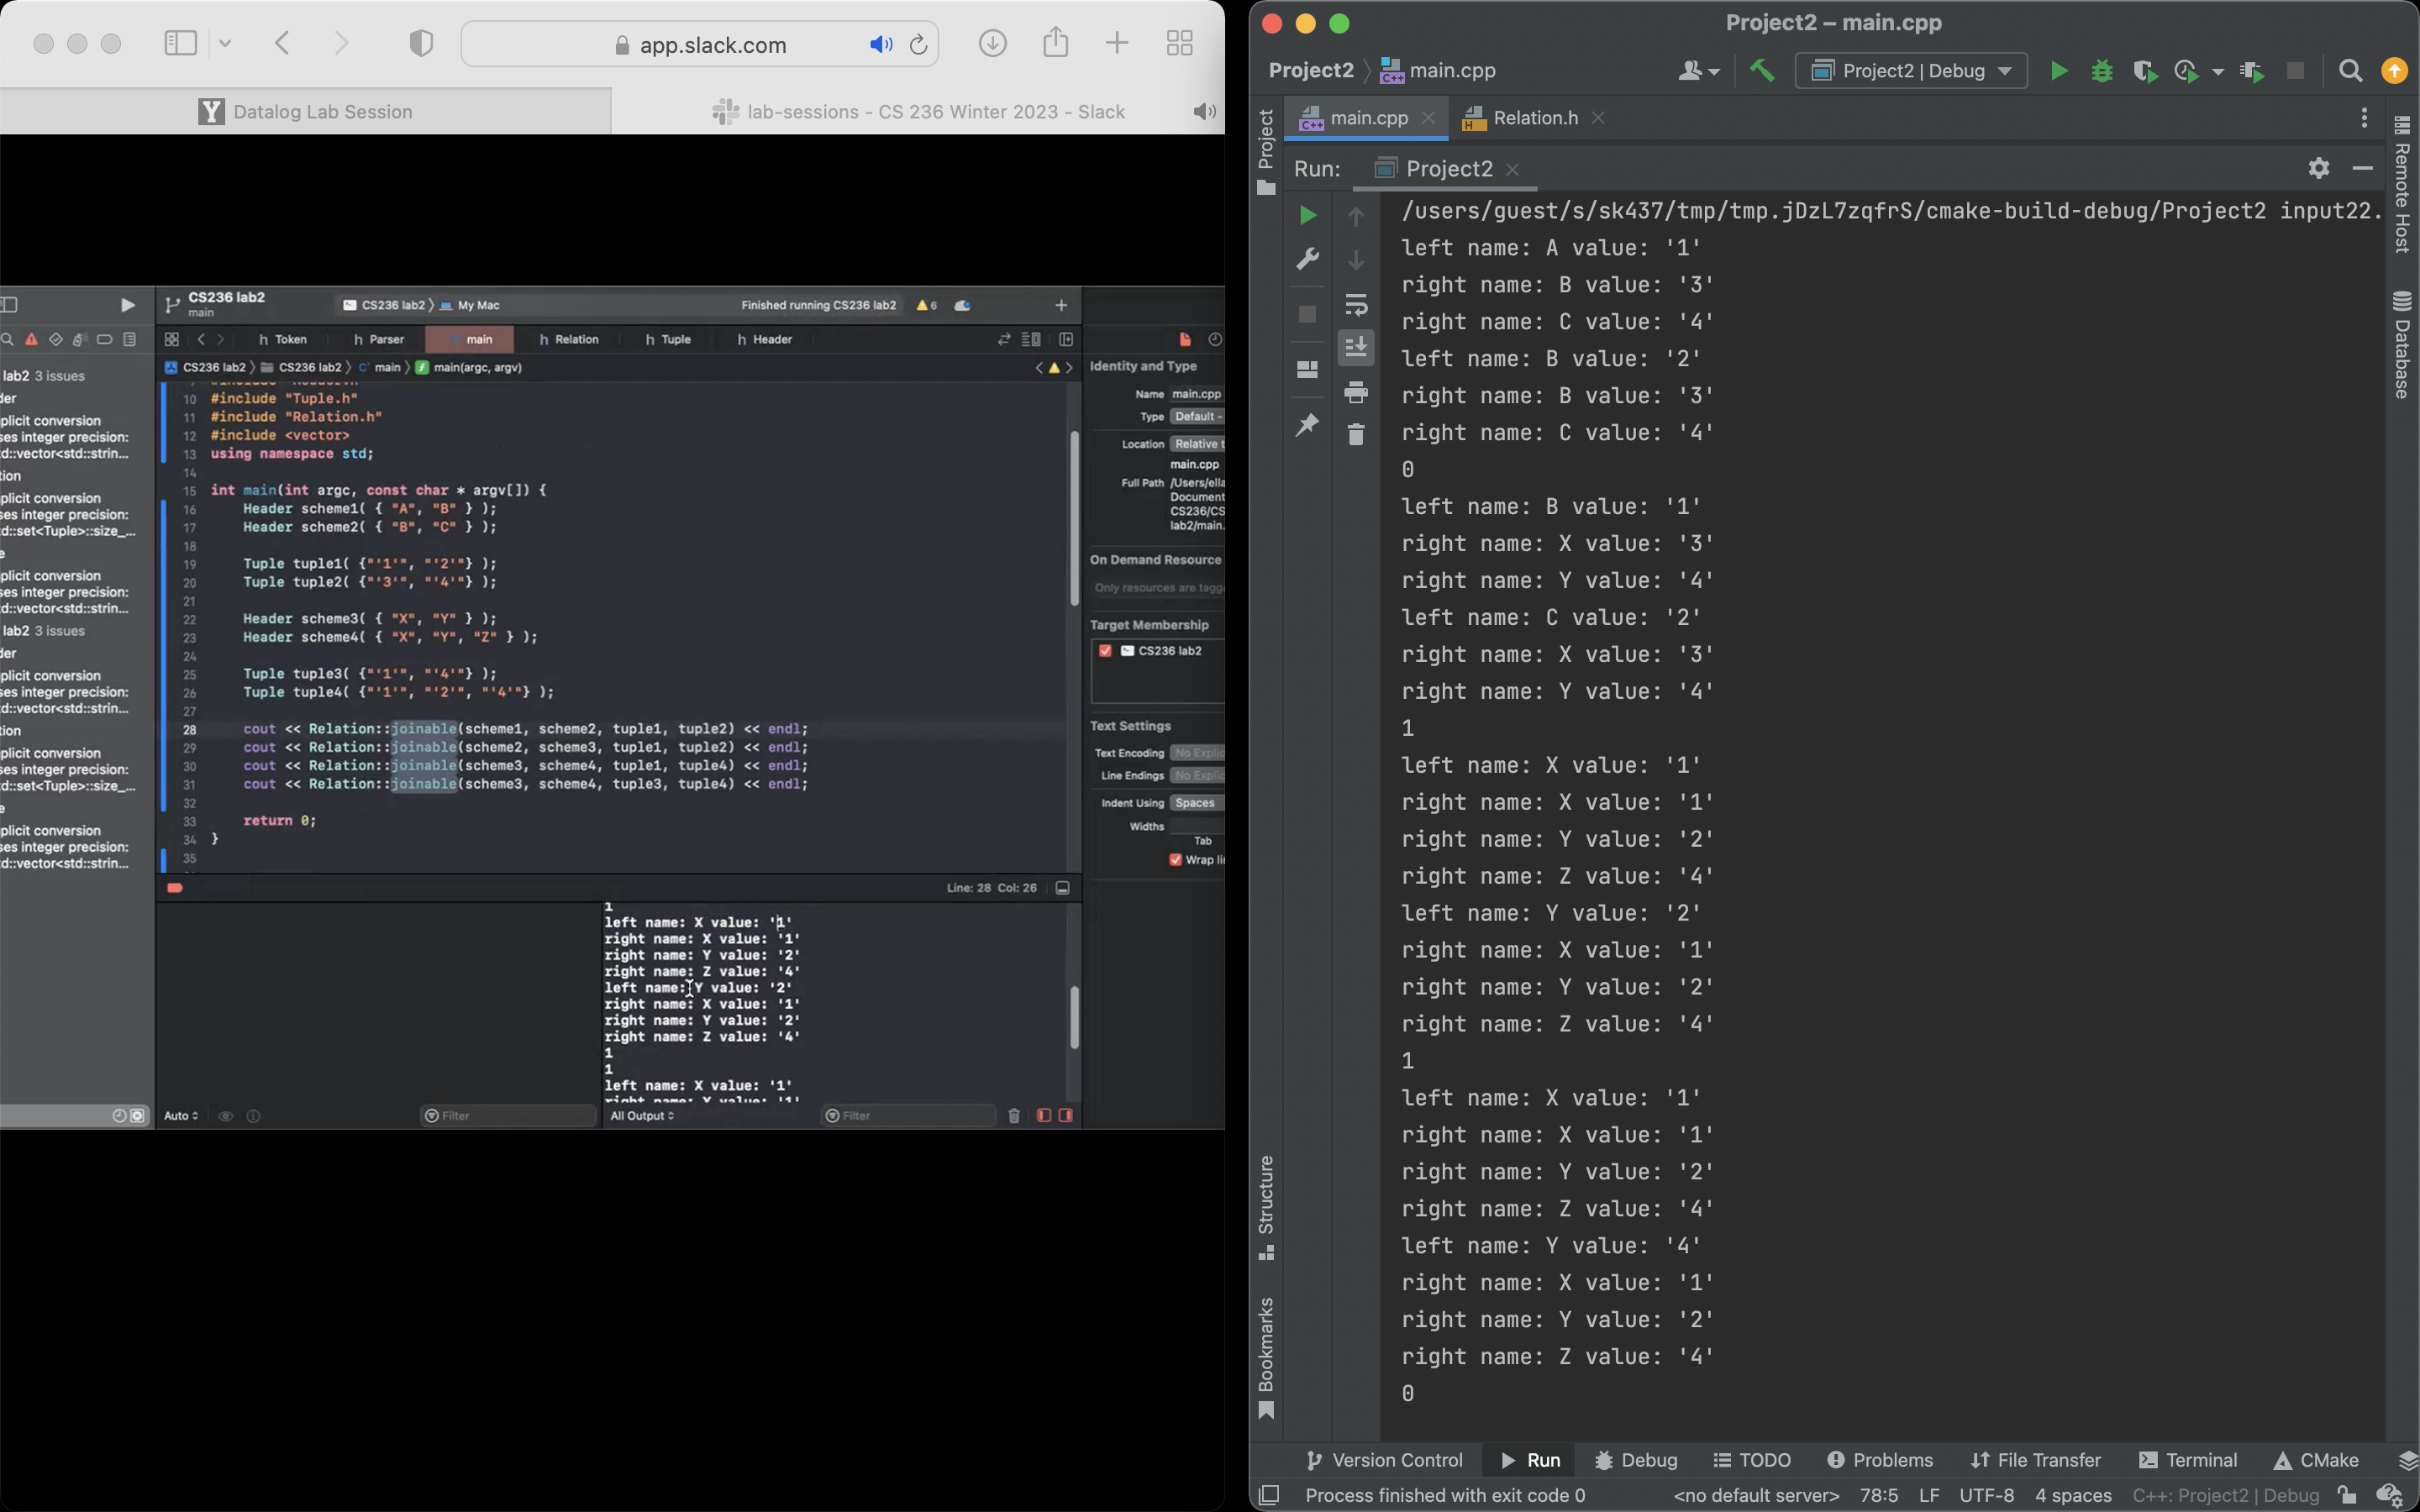 app.slack.com
Datalog Lab Session
lab-sessions - CS 236 Winter 2023 - Slack
CS236 lab2
main
CS236 lab2 〉 My Mac
Finished running CS236 lab2
6
Token
Parser
main
Relation
Tuple
Header
CS236 lab2 〉 CS236 lab2 〉 main 〉 main(argc, argv)
lab2 3 issues
der
plicit conversion
ses integer precision:
td::vector<std::strin...
tion
plicit conversion
ses integer precision:
td::set<Tuple>::size_...
e
plicit conversion
ses integer precision:
td::vector<std::strin...
lab2 3 issues
der
plicit conversion
ses integer precision:
td::vector<std::strin...
tion
plicit conversion
ses integer precision:
td::set<Tuple>::size_...
e
plicit conversion
ses integer precision:
td::vector<std::strin...
10 #include "Tuple.h"
11 #include "Relation.h"
12 #include <vector>
13 using namespace std;
14
15 int main(int argc, const char * argv[]) {
16 Header scheme1( { "A", "B" } );
17 Header scheme2( { "B", "C" } );
18
19 Tuple tuple1( {"'1'", "'2'"} );
20 Tuple tuple2( {"'3'", "'4'"} );
21
22 Header scheme3( { "X", "Y" } );
23 Header scheme4( { "X", "Y", "Z" } );
24
25 Tuple tuple3( {"'1'", "'4'"} );
26 Tuple tuple4( {"'1'", "'2'", "'4'"} );
27
28 cout << Relation::joinable(scheme1, scheme2, tuple1, tuple2) << endl;
29 cout << Relation::joinable(scheme2, scheme3, tuple1, tuple2) << endl;
30 cout << Relation::joinable(scheme3, scheme4, tuple1, tuple4) << endl;
31 cout << Relation::joinable(scheme3, scheme4, tuple3, tuple4) << endl;
32
33 return 0;
34 }
35
Line: 28 Col: 26
1
left name: X value: '1'
right name: X value: '1'
right name: Y value: '2'
right name: Z value: '4'
left name: Y value: '2'
right name: X value: '1'
right name: Y value: '2'
right name: Z value: '4'
1
1
left name: X value: '1'
right name: X value: '1'
Auto
Filter
All Output
Filter
Identity and Type
Name main.cpp
Type Default -
Location Relative t
main.cpp
Full Path /Users/ella
Document
CS236/CS
lab2/main.
On Demand Resource
Only resources are tagg
Target Membership
CS236 lab2
Text Settings
Text Encoding No Explic
Line Endings No Explic
Indent Using Spaces
Widths
Tab
Wrap li
Project2 – main.cpp
Project2 〉 main.cpp
Project2 | Debug
main.cpp
Relation.h
Run: Project2
Project
Structure
Bookmarks
Remote Host
Database
/users/guest/s/sk437/tmp/tmp.jDzL7zqfrS/cmake-build-debug/Project2 input22.
left name: A value: '1'
right name: B value: '3'
right name: C value: '4'
left name: B value: '2'
right name: B value: '3'
right name: C value: '4'
0
left name: B value: '1'
right name: X value: '3'
right name: Y value: '4'
left name: C value: '2'
right name: X value: '3'
right name: Y value: '4'
1
left name: X value: '1'
right name: X value: '1'
right name: Y value: '2'
right name: Z value: '4'
left name: Y value: '2'
right name: X value: '1'
right name: Y value: '2'
right name: Z value: '4'
1
left name: X value: '1'
right name: X value: '1'
right name: Y value: '2'
right name: Z value: '4'
left name: Y value: '4'
right name: X value: '1'
right name: Y value: '2'
right name: Z value: '4'
0
Version Control
Run
Debug
TODO
Problems
File Transfer
Terminal
CMake
Process finished with exit code 0
<no default server> 78:5 LF UTF-8 4 spaces C++: Project2 | Debug